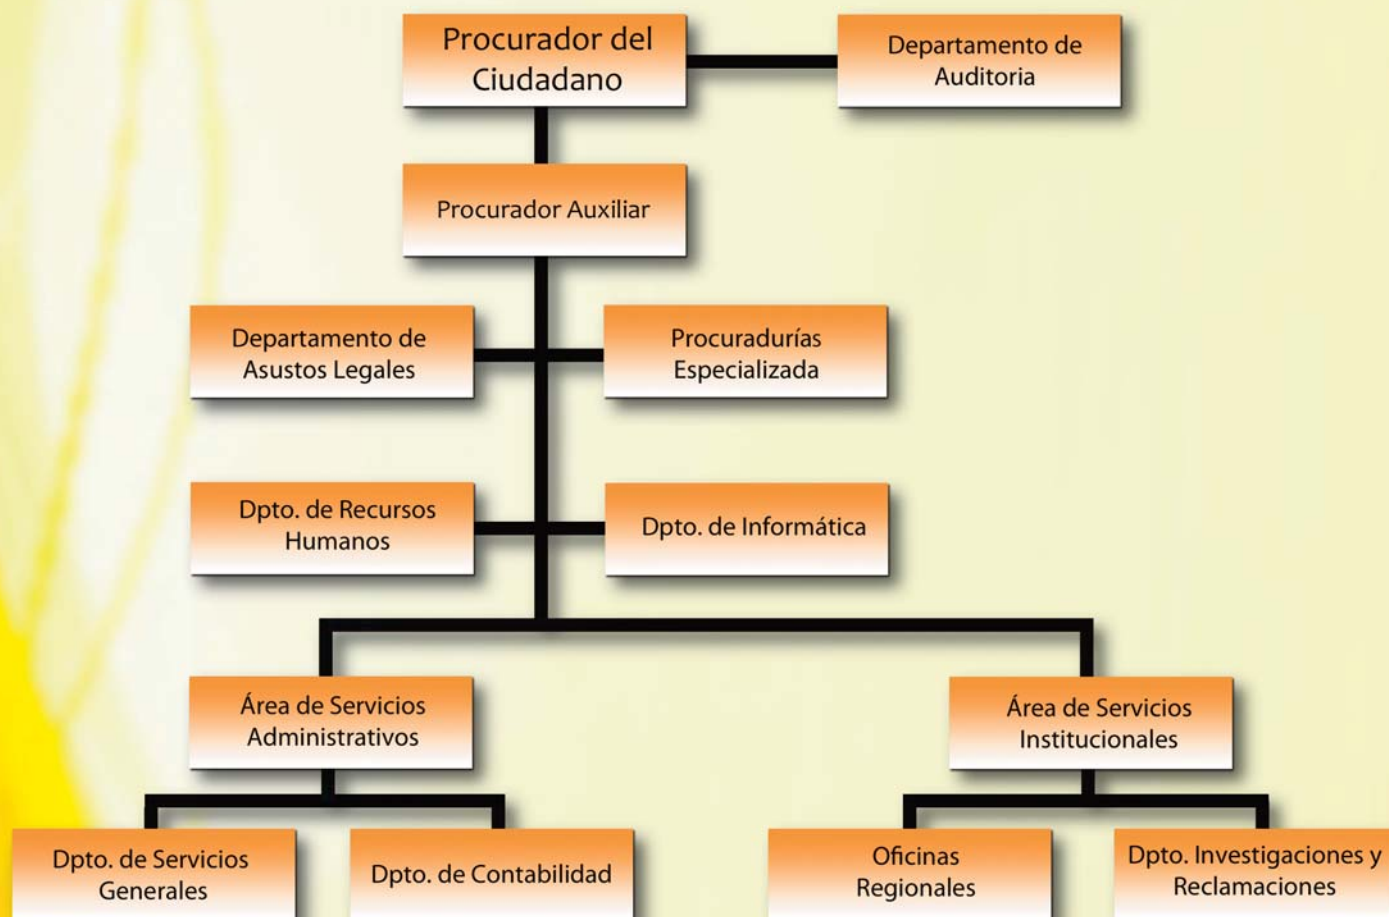 Procurador del
Ciudadano
Departamento de
Auditoria
Procurador Auxiliar
Departamento de
Asustos Legales
Procuradurías
Especializada
Dpto. de Recursos
Humanos
Dpto. de Informática
Área de Servicios
Administrativos
Área de Servicios
Institucionales
Dpto. de Servicios
Generales
Dpto. de Contabilidad
Oficinas
Regionales
Dpto. Investigaciones y
Reclamaciones